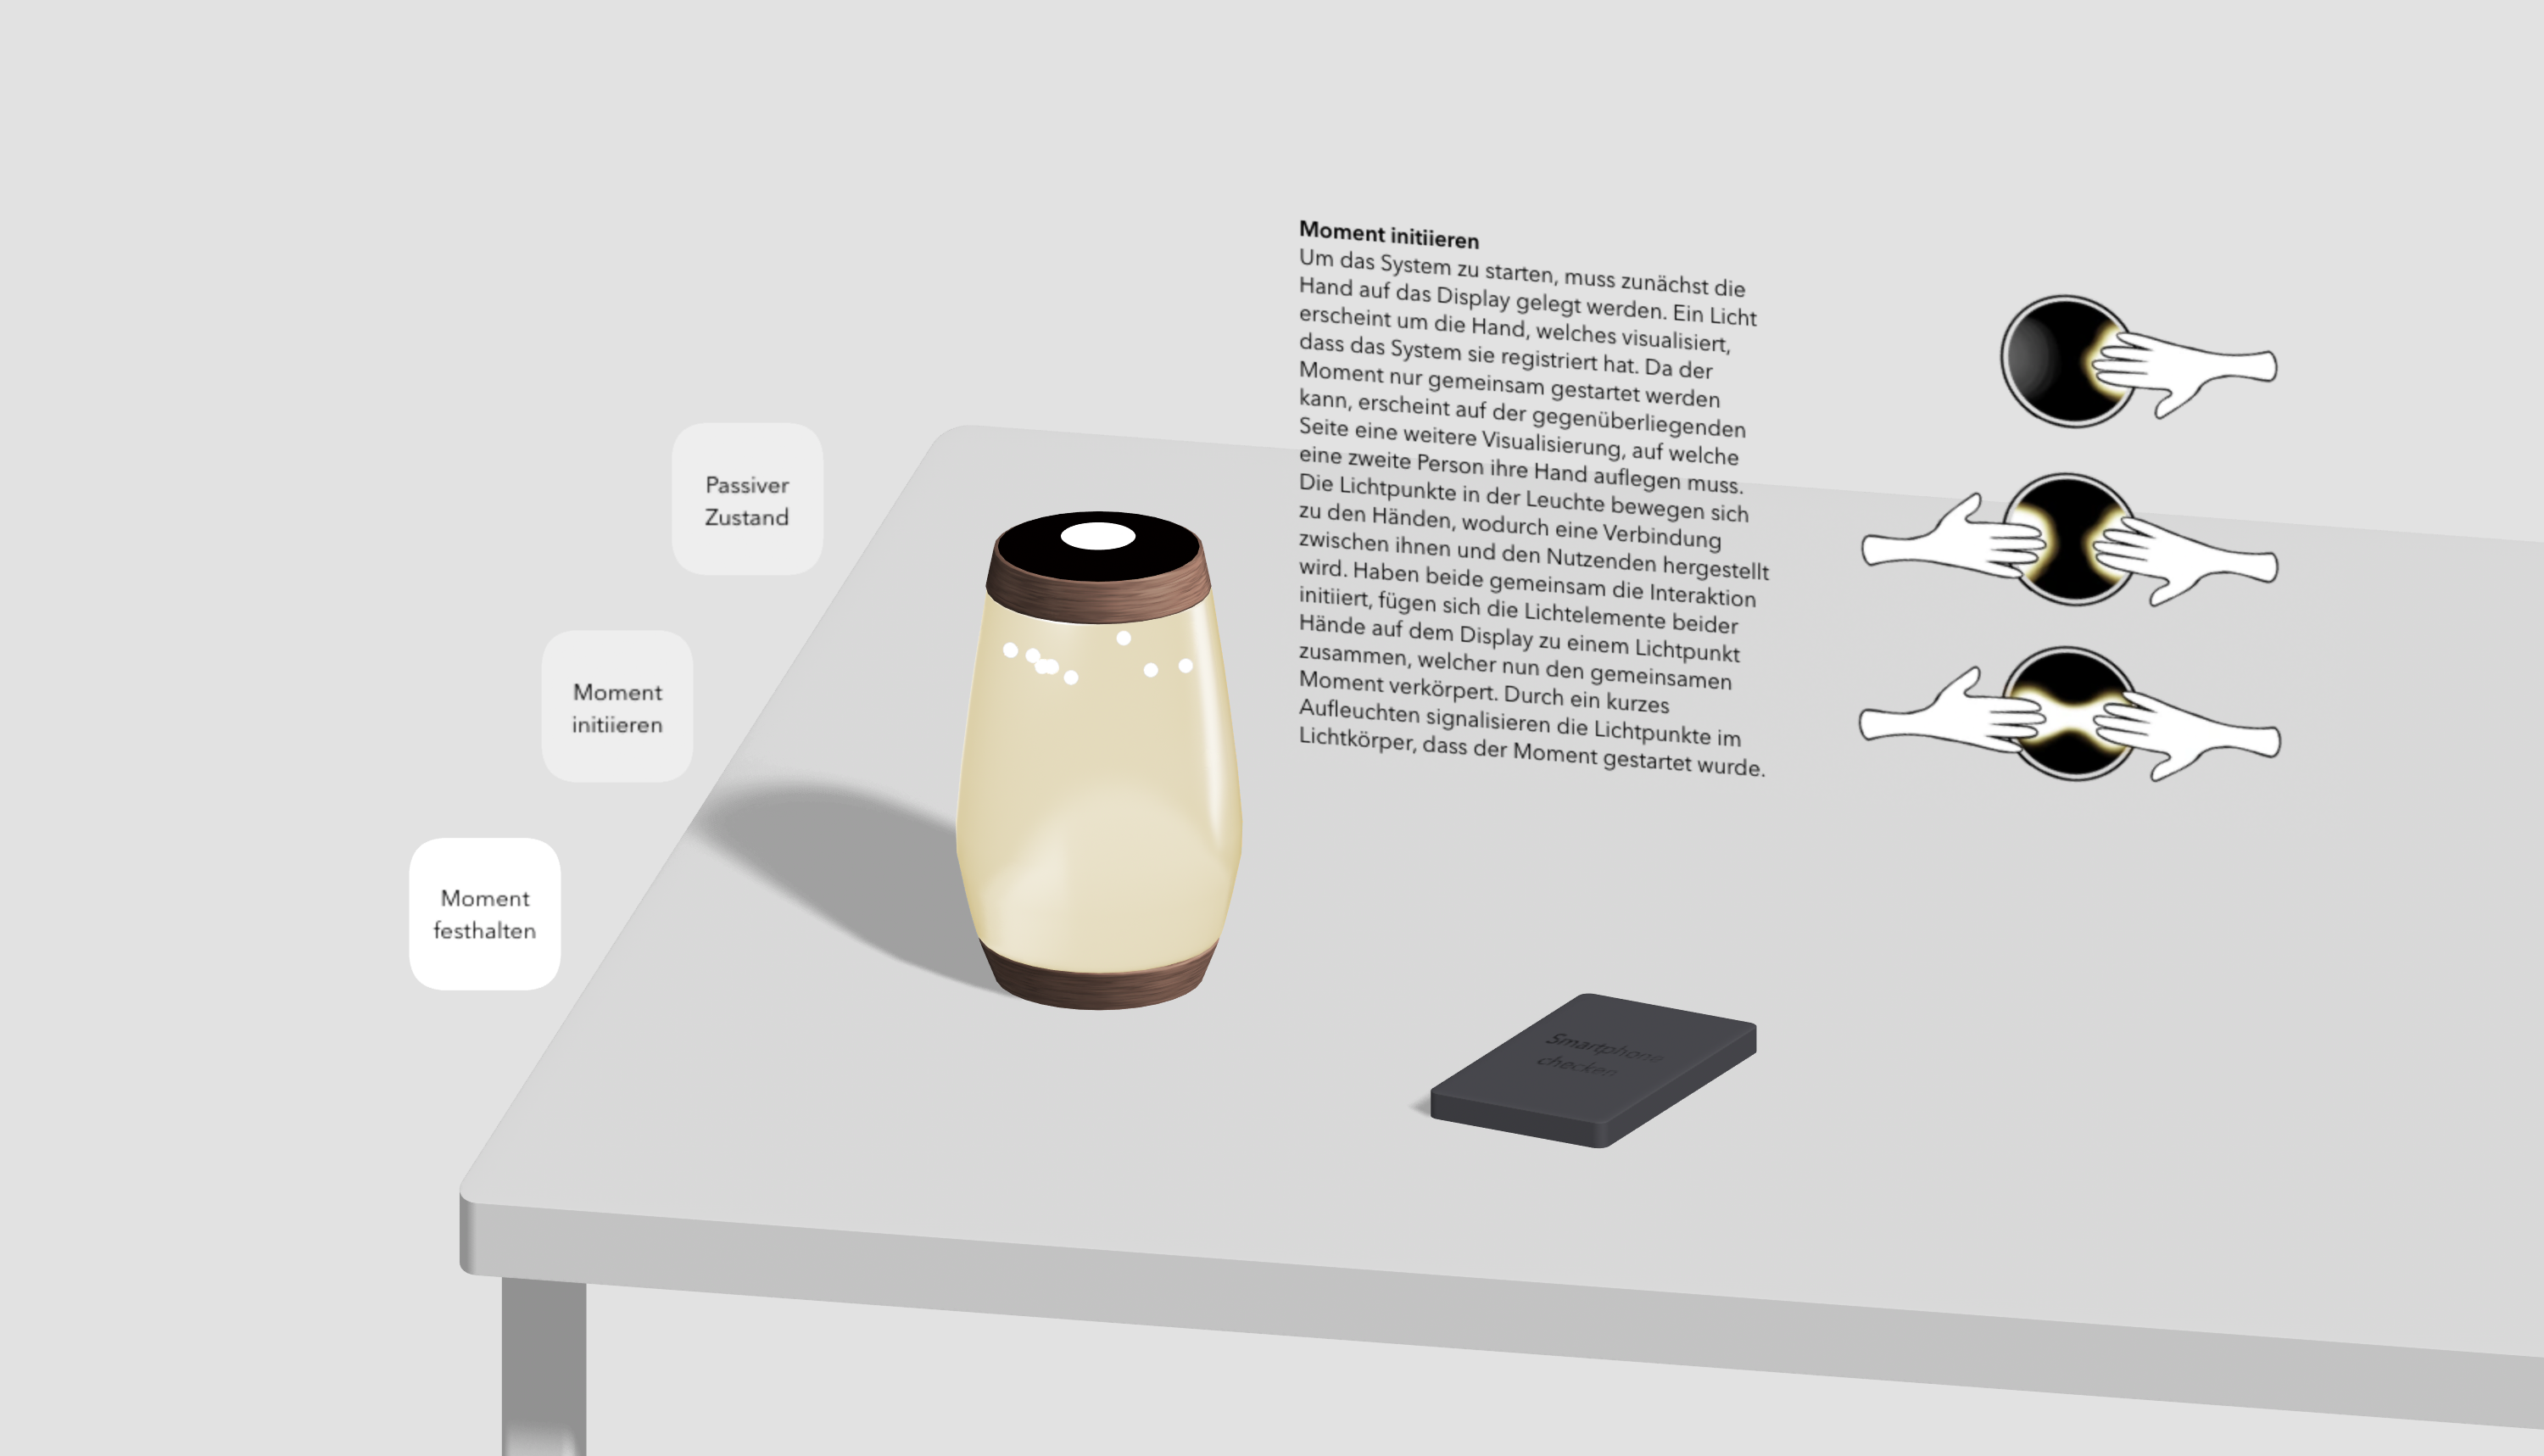 Moment initiieren
Um das System zu starten, muss zunächst die
Hand auf das Display gelegt werden. Ein Licht
erscheint um die Hand, welches visualisiert,
dass das System sie registriert hat. Da der
Moment nur gemeinsam gestartet werden
kann, erscheint auf der gegenüberliegenden
Seite eine weitere Visualisierung, auf welche
eine zweite Person ihre Hand auflegen muss.
Die Lichtpunkte in der Leuchte bewegen sich
zu den Händen, wodurch eine Verbindung
zwischen ihnen und den Nutzenden hergestellt
wird. Haben beide gemeinsam die Interaktion
initiiert, fügen sich die Lichtelemente beider
Hände auf dem Display zu einem Lichtpunkt
zusammen, welcher nun den gemeinsamen
Moment verkörpert. Durch ein kurzes
Aufleuchten signalisieren die Lichtpunkte im
Lichtkörper, dass der Moment gestartet wurde.
Passiver
Zustand
Moment
initiieren
Moment
festhalten
Smartphone
checken